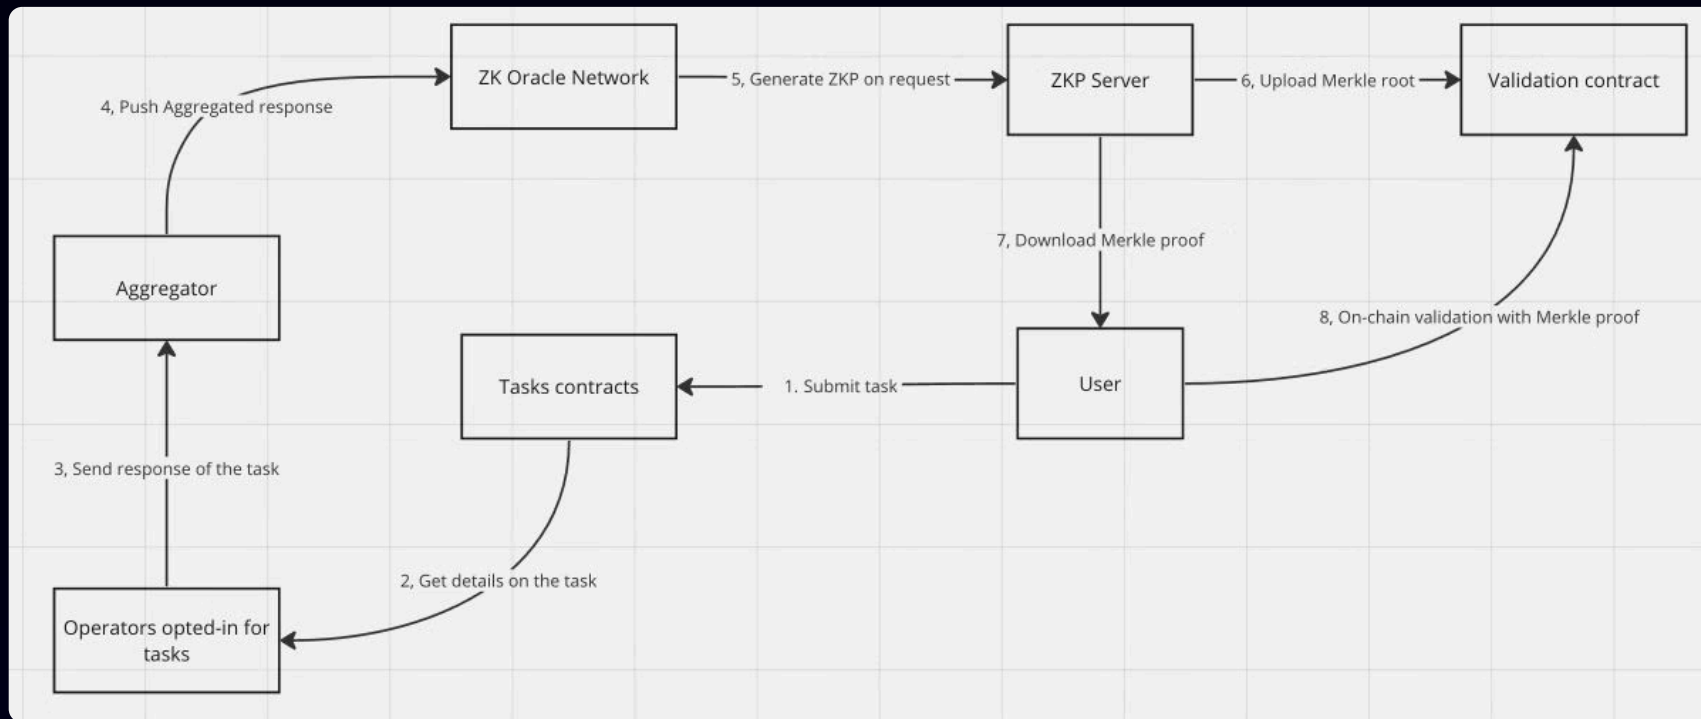 ZK Oracle Network
5, Generate ZKP on request
ZKP Server
6, Upload Merkle root
Validation contract
4, Push Aggregated response
7, Download Merkle proof
Aggregator
8, On-chain validation with Merkle proof
Tasks contracts
1. Submit task
User
3, Send response of the task
2, Get details on the task
Operators opted-in for
tasks